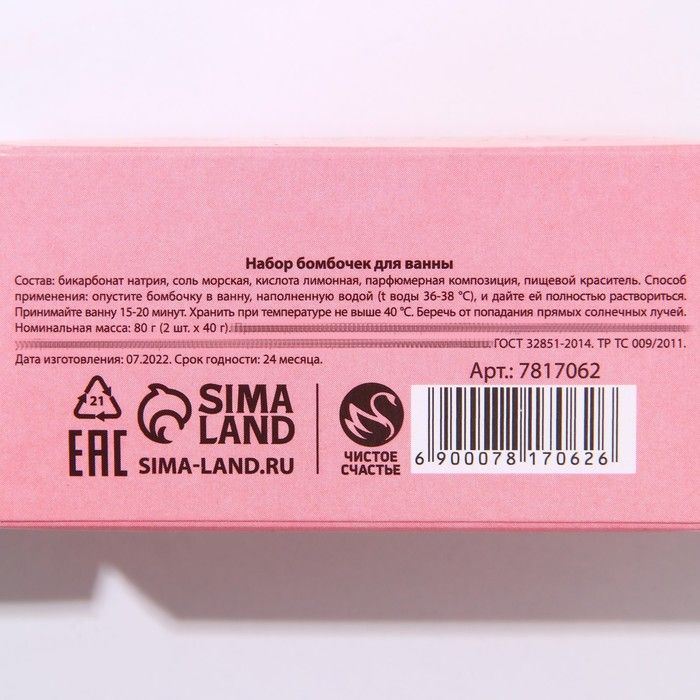 Набор бомбочек для ванны
Состав: бикарбонат натрия, соль морская, кислота лимонная, парфюмерная композиция, пищевой краситель. Способ
применения: опустите бомбочку в ванну, наполненную водой (t воды 36-38 °C), и дайте ей полностью раствориться.
Принимайте ванну 15-20 минут. Хранить при температуре не выше 40 °C. Беречь от попадания прямых солнечных лучей.
Номинальная масса: 80 г (2 шт. х 40 г).
ГОСТ 32851-2014. ТР ТС 009/2011.
Дата изготовления: 07.2022. Срок годности: 24 месяца.
Арт.: 7817062
21
EAC
SIMA
LAND
SIMA-LAND.RU
ЧИСТОЕ
СЧАСТЬЕ
6 900078 170626